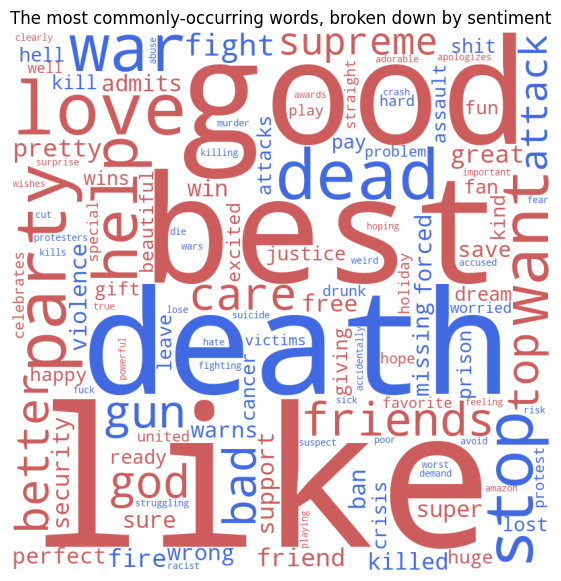 The most commonly-occurring words, broken down by sentiment
clearly
hell
well
war
abuse
fight
supreme
adorable
apologizes
shit
attack
kill
admits
love
good
awards
play
straight
hard
crash
assault
fun
murder
killing
attacks
pay
problem
great
important
fan
pretty
surprise
wishes
wins
help
win
dead
want
fear
party
cut
protesters
kills
special
beautiful
best
die
wars
excited
justice
hoping
weird
forced
kind
save
accused
celebrates
violence
gift
true
care
free
drunk
holiday
missing
dream
worried
death
powerful
leave
lose
suicide
hate
fighting
victims
giving
accidentally
hope
prison
top
happy
fuck
cancer
sick
favorite
feeling
risk
better
security
gun
united
warns
bad
friends
suspect
poor
avoid
stop
like
ready
god
struggling
sure
support
playing
ban
crisis
worst
demand
super
amazon
protest
lost
perfect
fire
wrong
racist
friend
killed
huge